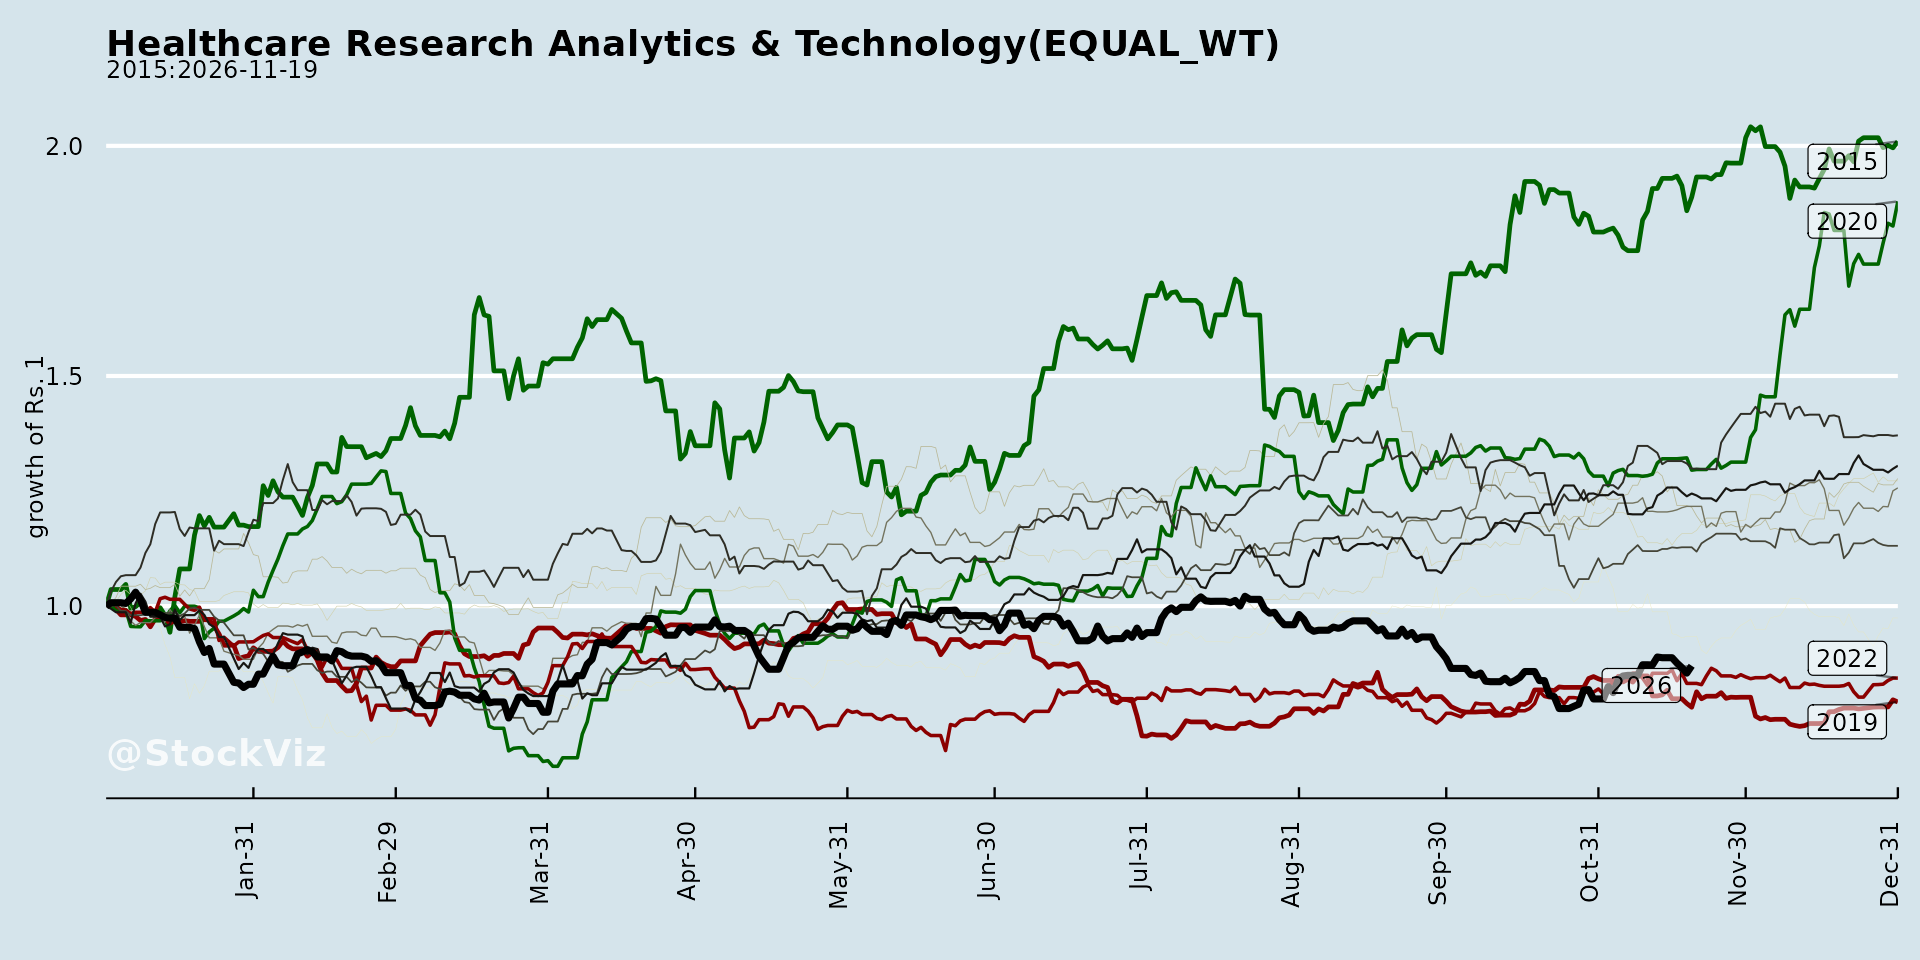 Healthcare Research Analytics & Technology(EQUAL_WT)
2015:2026-11-19
growth of Rs. 1
2.0
1.5
1.0
2015
2020
2022
2026
2019
@StockViz
Jan-31
Feb-29
Mar-31
Apr-30
May-31
Jun-30
Jul-31
Aug-31
Sep-30
Oct-31
Nov-30
Dec-31